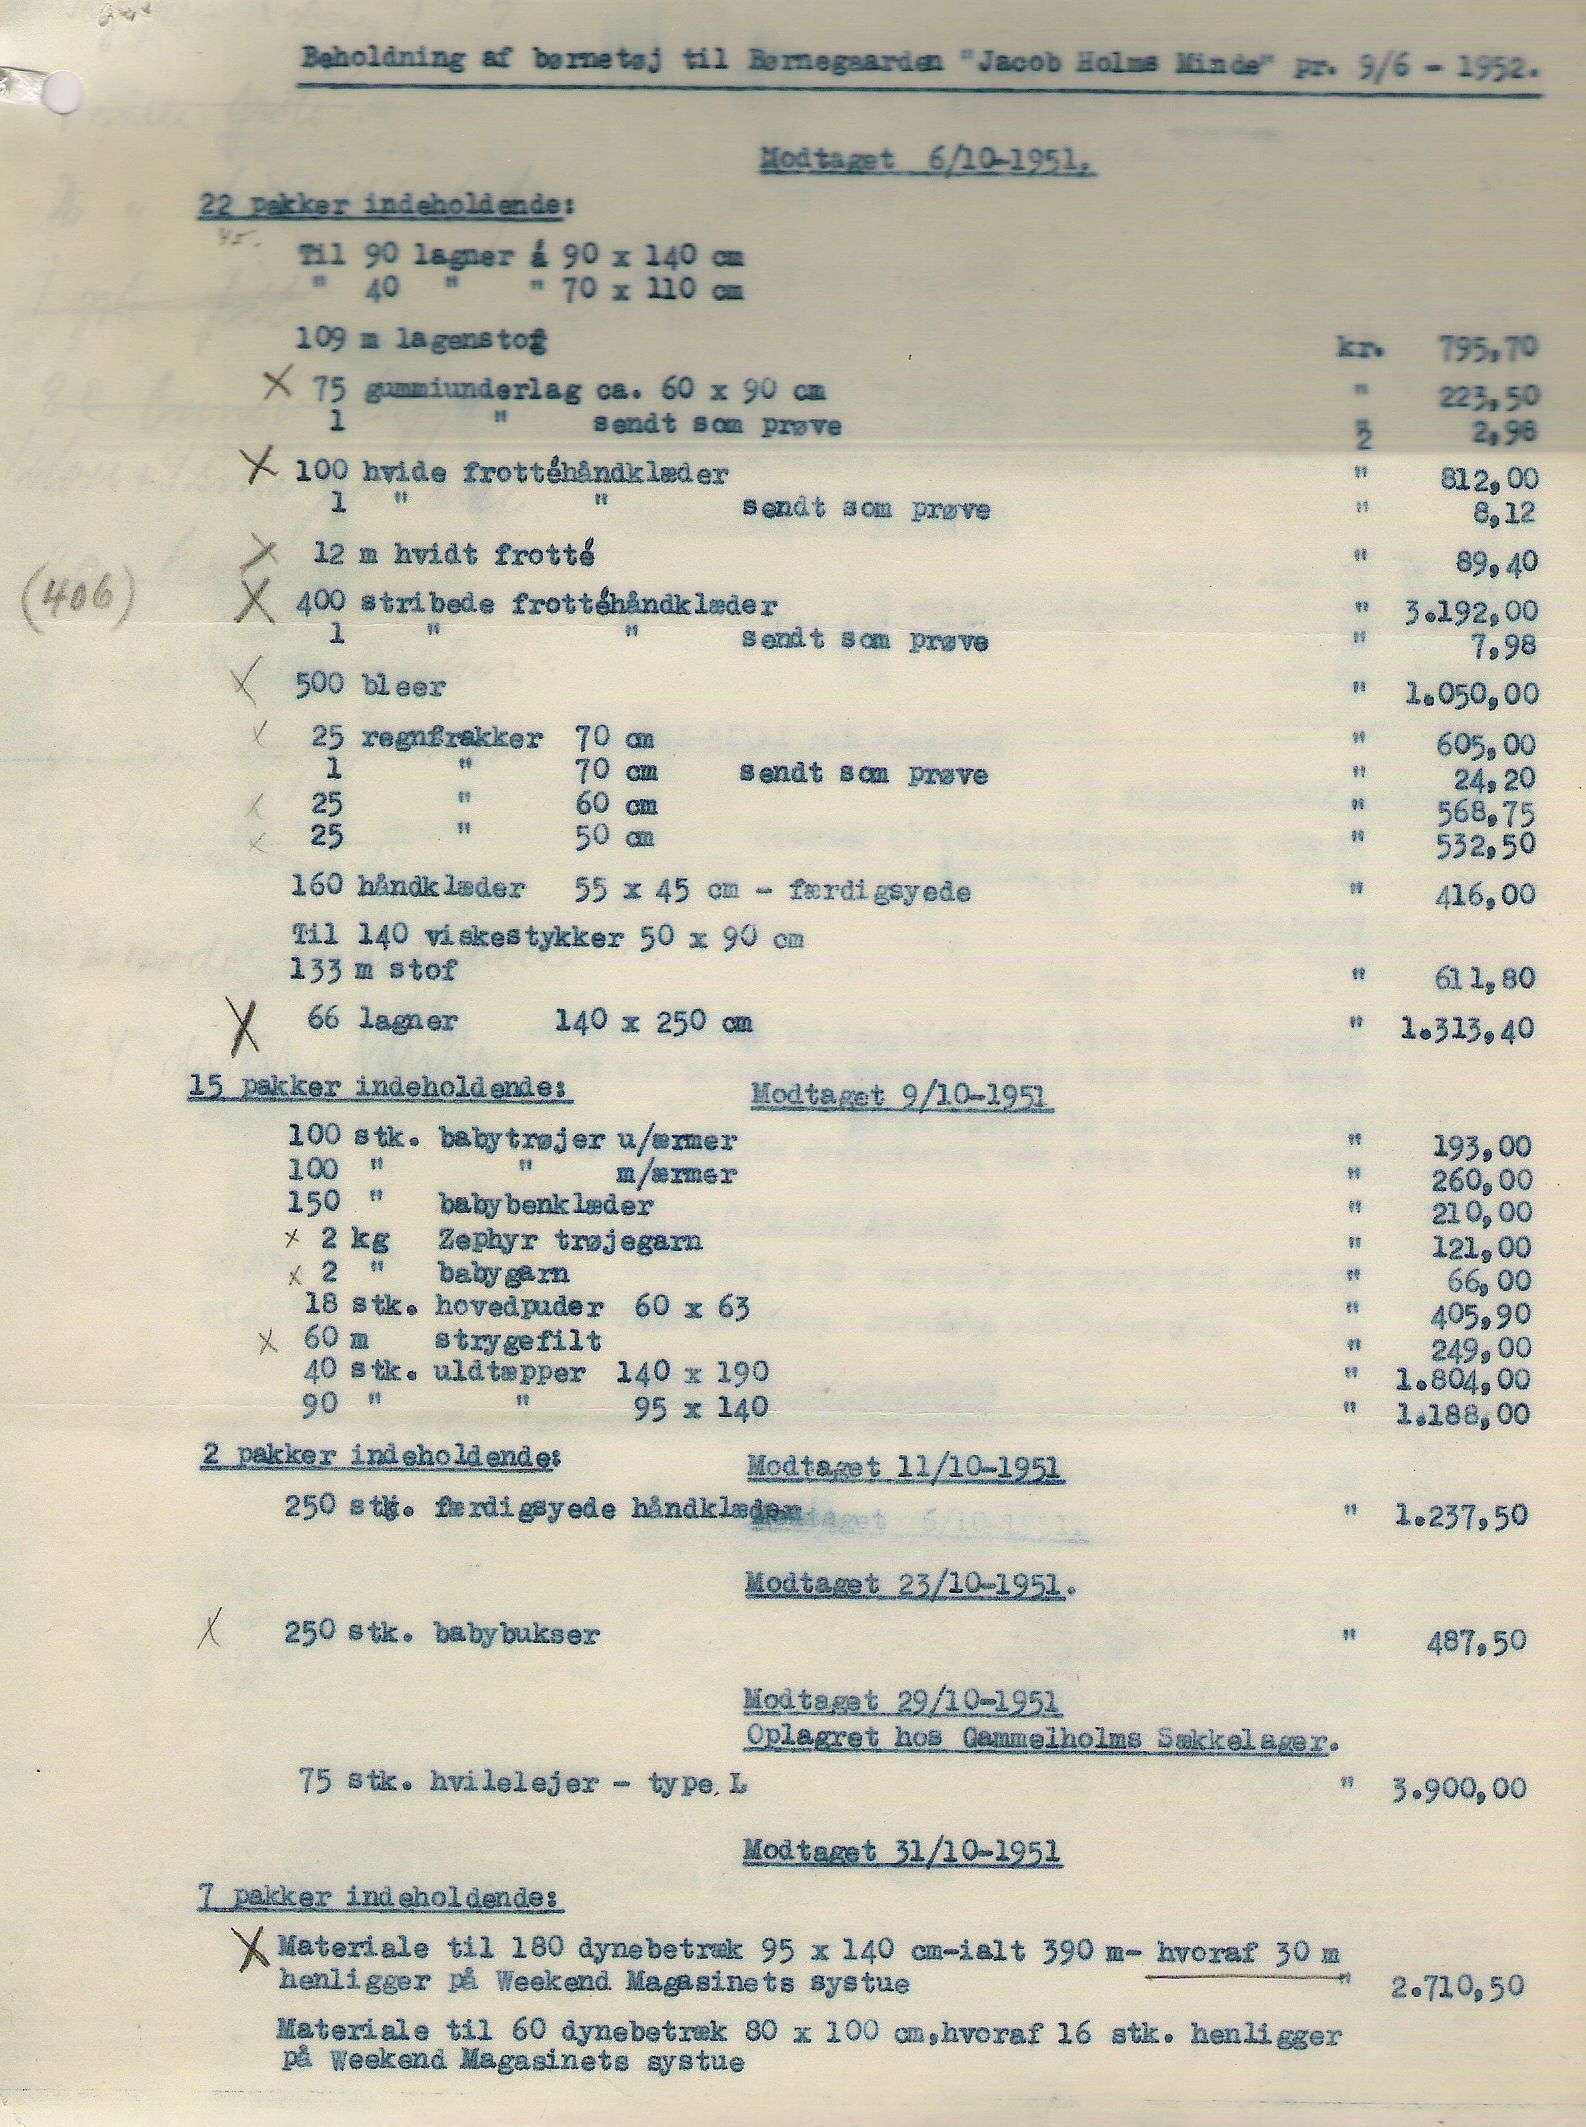 Beholdning af børnetøj til Børnegaarden "Jacob Holms Minde" pr. 9/6 - 1952.
Modtaget 6/10-1951.
22 pakker indeholdende:
45.
Til 90 lagner á 90 x 140 cm
" 40 " " 70 x 110 cm
109 m lagenstof kr. 795,70
X 75 gummiunderlag ca. 60 x 90 cm " 223,50
1 " sendt som prøve " 2,98
X 100 hvide frottéhåndklæder " 812,00
1 " " sendt som prøve " 8,12
X 12 m hvidt frotté " 89,40
(406) X 400 stribede frottéhåndklæder " 3.192,00
1 " " sendt som prøve " 7,98
X 500 bleer " 1.050,00
x 25 regnfrakker 70 cm " 605,00
1 " 70 cm sendt som prøve " 24,20
x 25 " 60 cm " 568,75
x 25 " 50 cm " 532,50
160 håndklæder 55 x 45 cm - færdigsyede " 416,00
Til 140 viskestykker 50 x 90 cm
133 m stof " 611,80
X 66 lagner 140 x 250 cm " 1.313,40
15 pakker indeholdende: Modtaget 9/10-1951
100 stk. babytrøjer u/ærmer " 193,00
100 " " m/ærmer " 260,00
150 " babybenklæder " 210,00
x 2 kg Zephyr trøjegarn " 121,00
x 2 " babygarn " 66,00
18 stk. hovedpuder 60 x 63 " 405,90
x 60 m strygefilt " 249,00
40 stk. uldtæpper 140 x 190 " 1.804,00
90 " " 95 x 140 " 1.188,00
2 pakker indeholdende: Modtaget 11/10-1951
250 stk. færdigsyede håndklæder " 1.237,50
Modtaget 6/10 1951.
Modtaget 23/10-1951.
X 250 stk. babybukser " 487,50
Modtaget 29/10-1951
Oplagret hos Gammelholms Sækkelager.
75 stk. hvilelejer - type L " 3.900,00
Modtaget 31/10-1951
7 pakker indeholdende:
X Materiale til 180 dynebetræk 95 x 140 cm-ialt 390 m- hvoraf 30 m
henligger på Weekend Magasinets systue " 2.710,50
Materiale til 60 dynebetræk 80 x 100 cm,hvoraf 16 stk. henligger
på Weekend Magasinets systue